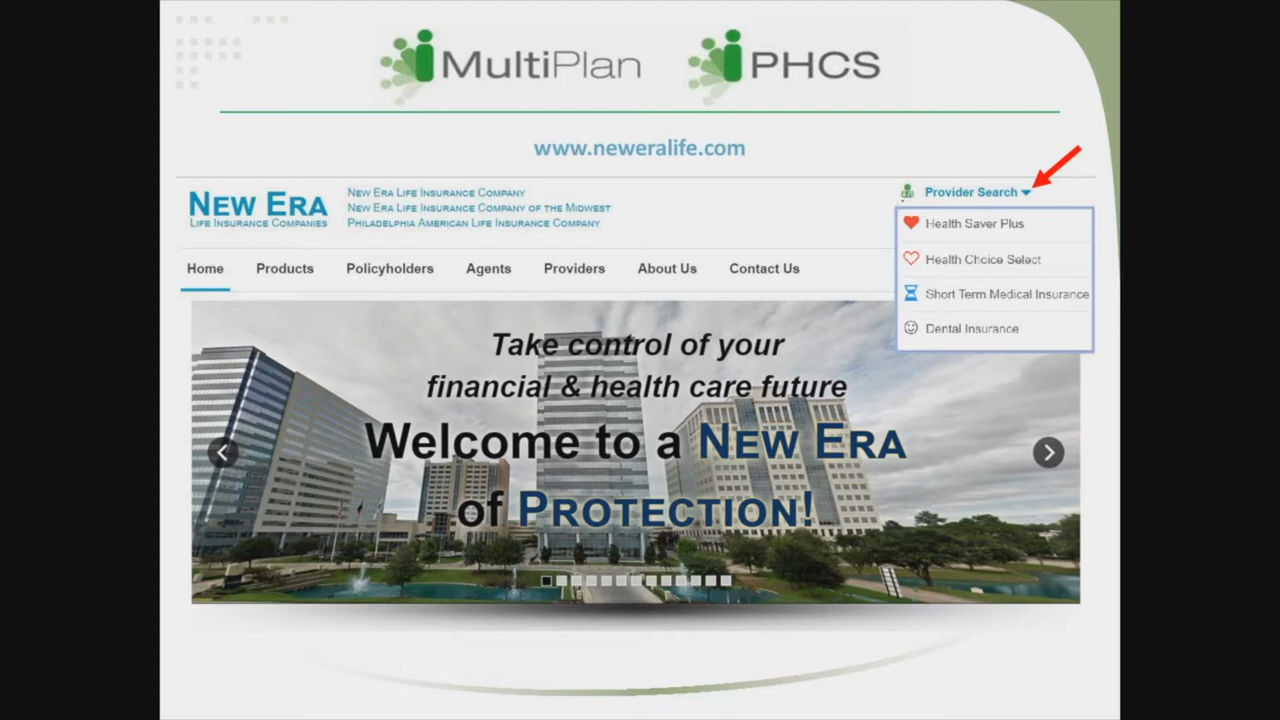 MultiPlan PHCS
www.neweralife.com
NEW ERA
LIFE INSURANCE COMPANIES
NEW ERA LIFE INSURANCE COMPANY
NEW ERA LIFE INSURANCE COMPANY OF THE MIDWEST
PHILADELPHIA AMERICAN LIFE INSURANCE COMPANY
Provider Search
Health Saver Plus
Health Choice Select
Short Term Medical Insurance
Dental Insurance
Home Products Policyholders Agents Providers About Us Contact Us
Take control of your
financial & health care future
Welcome to a NEW ERA
of PROTECTION!